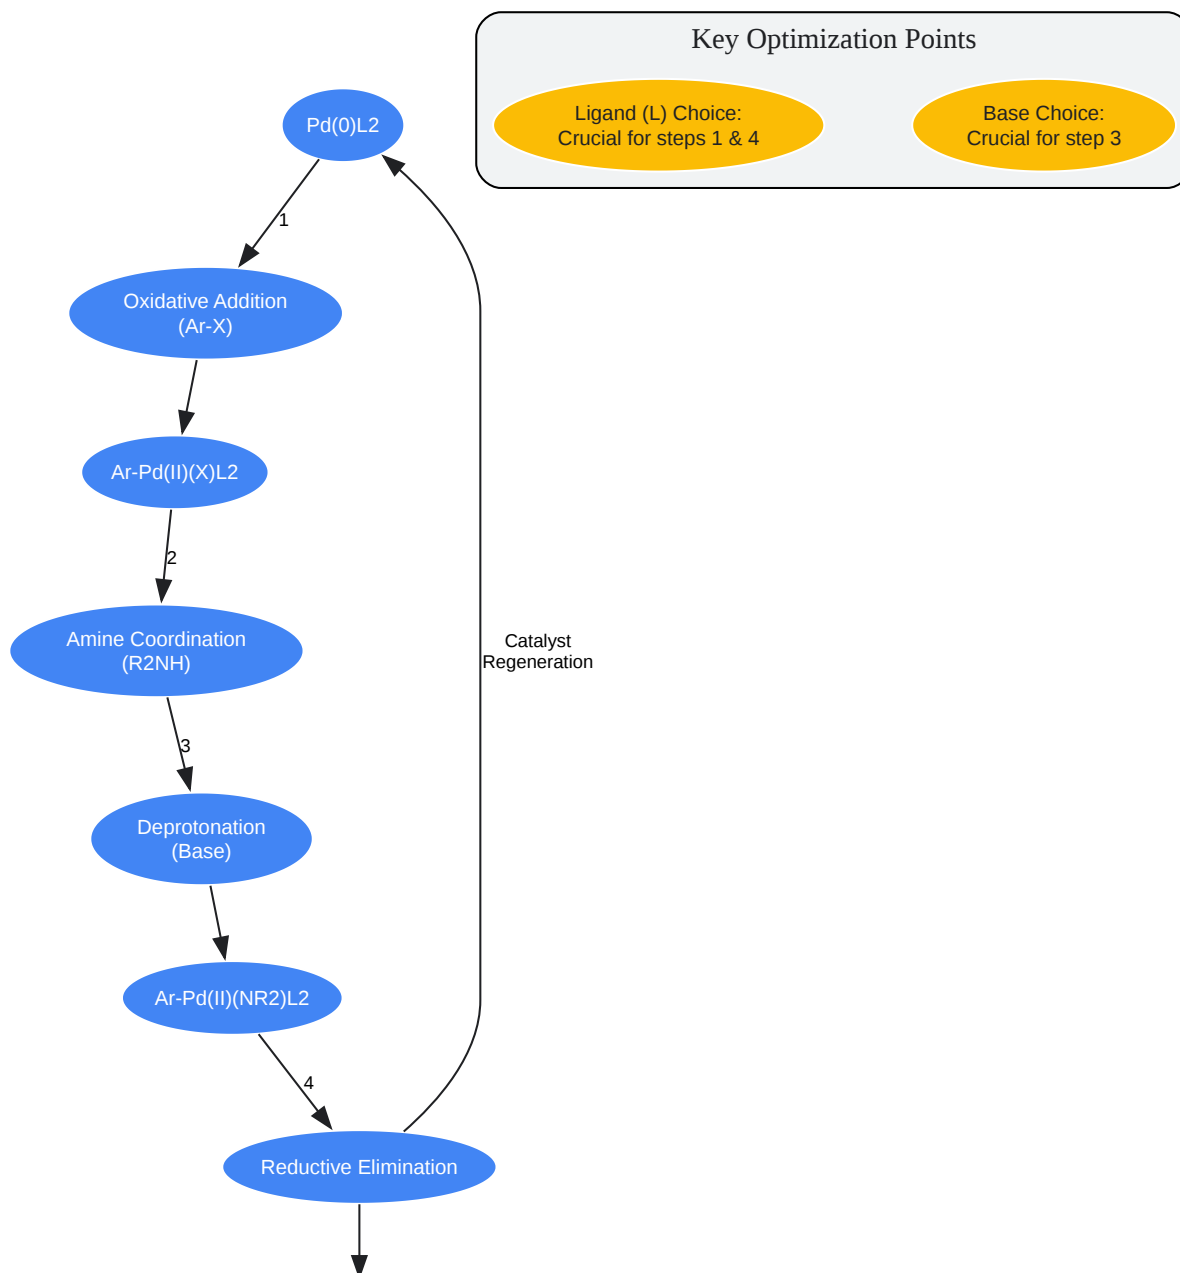 Key Optimization Points
Ligand (L) Choice:
Crucial for steps 1 & 4
Base Choice:
Crucial for step 3
Pd(0)L2
1
Oxidative Addition
(Ar-X)
Ar-Pd(II)(X)L2
2
Amine Coordination
(R2NH)
Catalyst
Regeneration
3
Deprotonation
(Base)
Ar-Pd(II)(NR2)L2
4
Reductive Elimination